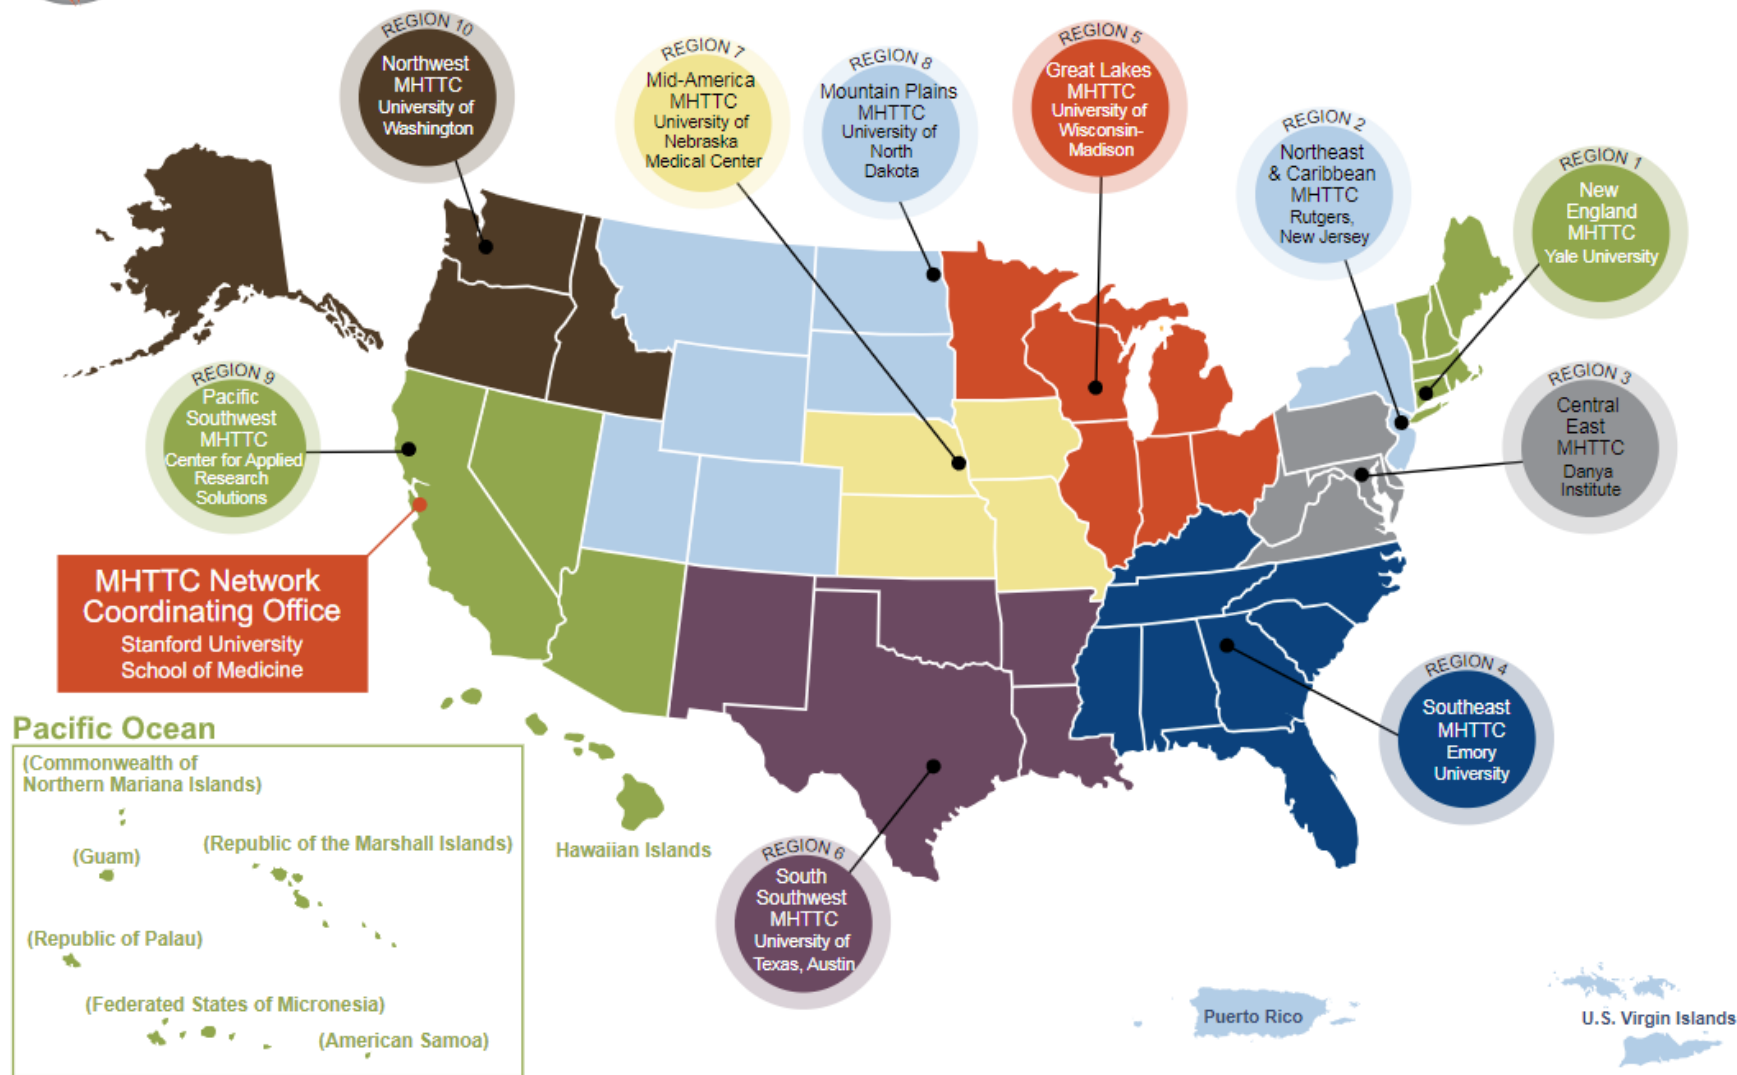 REGION 10
Northwest
MHTTC
University of
Washington
REGION 7
Mid-America
MHTTC
University of
Nebraska
Medical Center
REGION 8
Mountain Plains
MHTTC
University of
North
Dakota
REGION 5
Great Lakes
MHTTC
University of
Wisconsin-
Madison
REGION 2
Northeast
& Caribbean
MHTTC
Rutgers,
New Jersey
REGION 1
New
England
MHTTC
Yale University
REGION 9
Pacific
Southwest
MHTTC
Center for Applied
Research
Solutions
REGION 3
Central
East
MHTTC
Danya
Institute
MHTTC Network
Coordinating Office
Stanford University
School of Medicine
REGION 4
Southeast
MHTTC
Emory
University
Pacific Ocean
(Commonwealth of
Northern Mariana Islands)
(Guam)
(Republic of the Marshall Islands)
(Republic of Palau)
(Federated States of Micronesia)
(American Samoa)
Hawaiian Islands
REGION 6
South
Southwest
MHTTC
University of
Texas, Austin
Puerto Rico
U.S. Virgin Islands